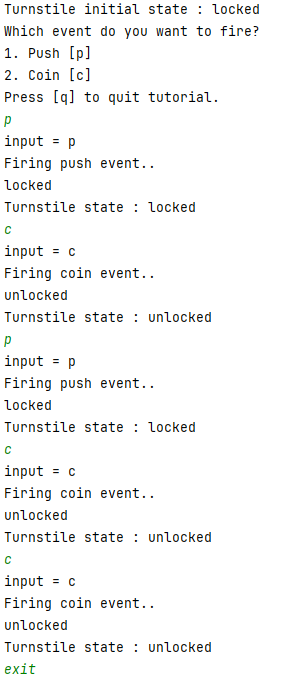 Turnstile initial state : locked
Which event do you want to fire?
1. Push [p]
2. Coin [c]
Press [q] to quit tutorial.
p
input = p
Firing push event..
locked
Turnstile state : locked
c
input = c
Firing coin event..
unlocked
Turnstile state : unlocked
p
input = p
Firing push event..
locked
Turnstile state : locked
c
input = c
Firing coin event..
unlocked
Turnstile state : unlocked
c
input = c
Firing coin event..
unlocked
Turnstile state : unlocked
exit